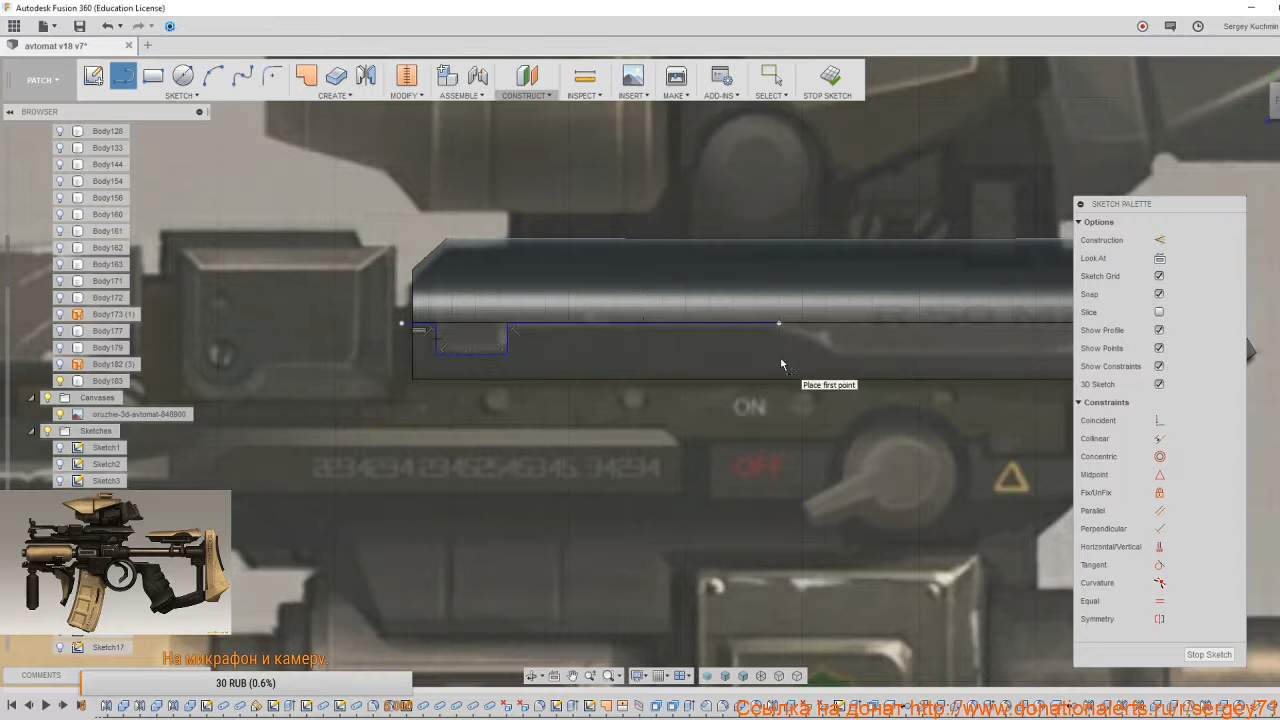 Autodesk Fusion 360 (Education License)
Sergey Kuchmin
avtomat v18 v7*
PATCH
SKETCH
CREATE
MODIFY
ASSEMBLE
CONSTRUCT
INSPECT
INSERT
MAKE
ADD-INS
SELECT
STOP SKETCH
BROWSER
Body128
Body133
Body144
Body154
Body156
Body160
Body161
Body162
Body163
Body171
Body172
Body173 (1)
Body177
Body179
Body182 (3)
Body183
Canvases
oruzhie-3d-avtomat-848900
Sketches
Sketch1
Sketch2
Sketch3
Sketch17
Place first point
ON
SKETCH PALETTE
Options
Construction
Look At
Sketch Grid
Snap
Slice
Show Profile
Show Points
Show Constraints
3D Sketch
Constraints
Coincident
Collinear
Concentric
Midpoint
Fix/UnFix
Parallel
Perpendicular
Horizontal/Vertical
Tangent
Curvature
Equal
Symmetry
Stop Sketch
На микрофон и камеру.
COMMENTS
30 RUB (0.6%)
Ссылка на донат:http://www.donationalerts.ru/r/sergey71